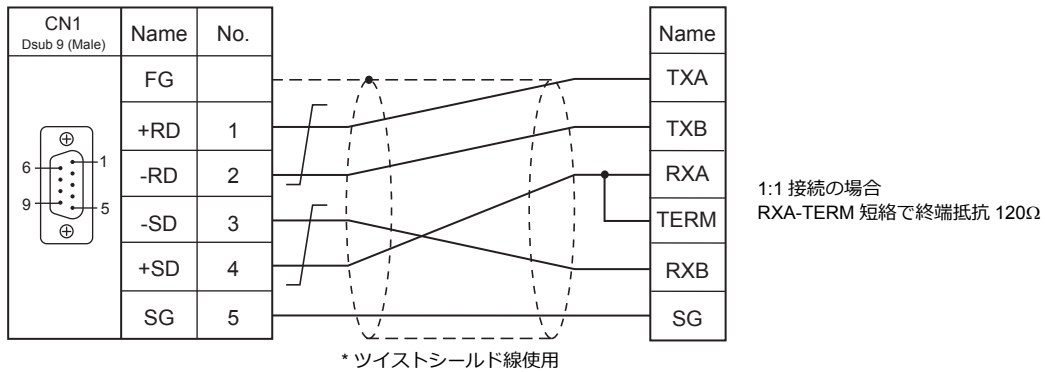 CN1
Dsub 9 (Male)
Name
No.
Name
FG
TXA
+RD
1
TXB
-RD
2
RXA
-SD
3
TERM
+SD
4
RXB
SG
5
SG
6
1
9
5
1:1 接続の場合
RXA-TERM 短絡で終端抵抗 120Ω
* ツイストシールド線使用